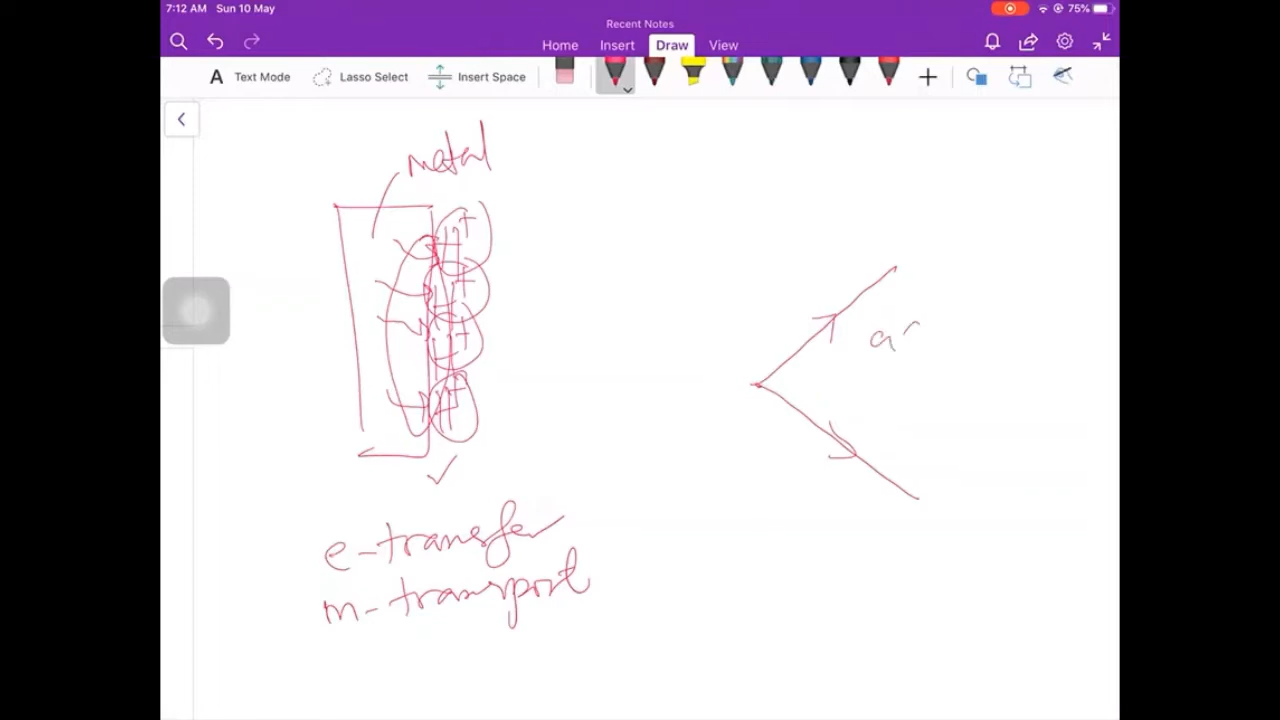 7:12 AM Sun 10 May
75%
Recent Notes
Home Insert Draw View
A Text Mode Lasso Select Insert Space
metal
+
+
+
+
e-transfer
m-transport